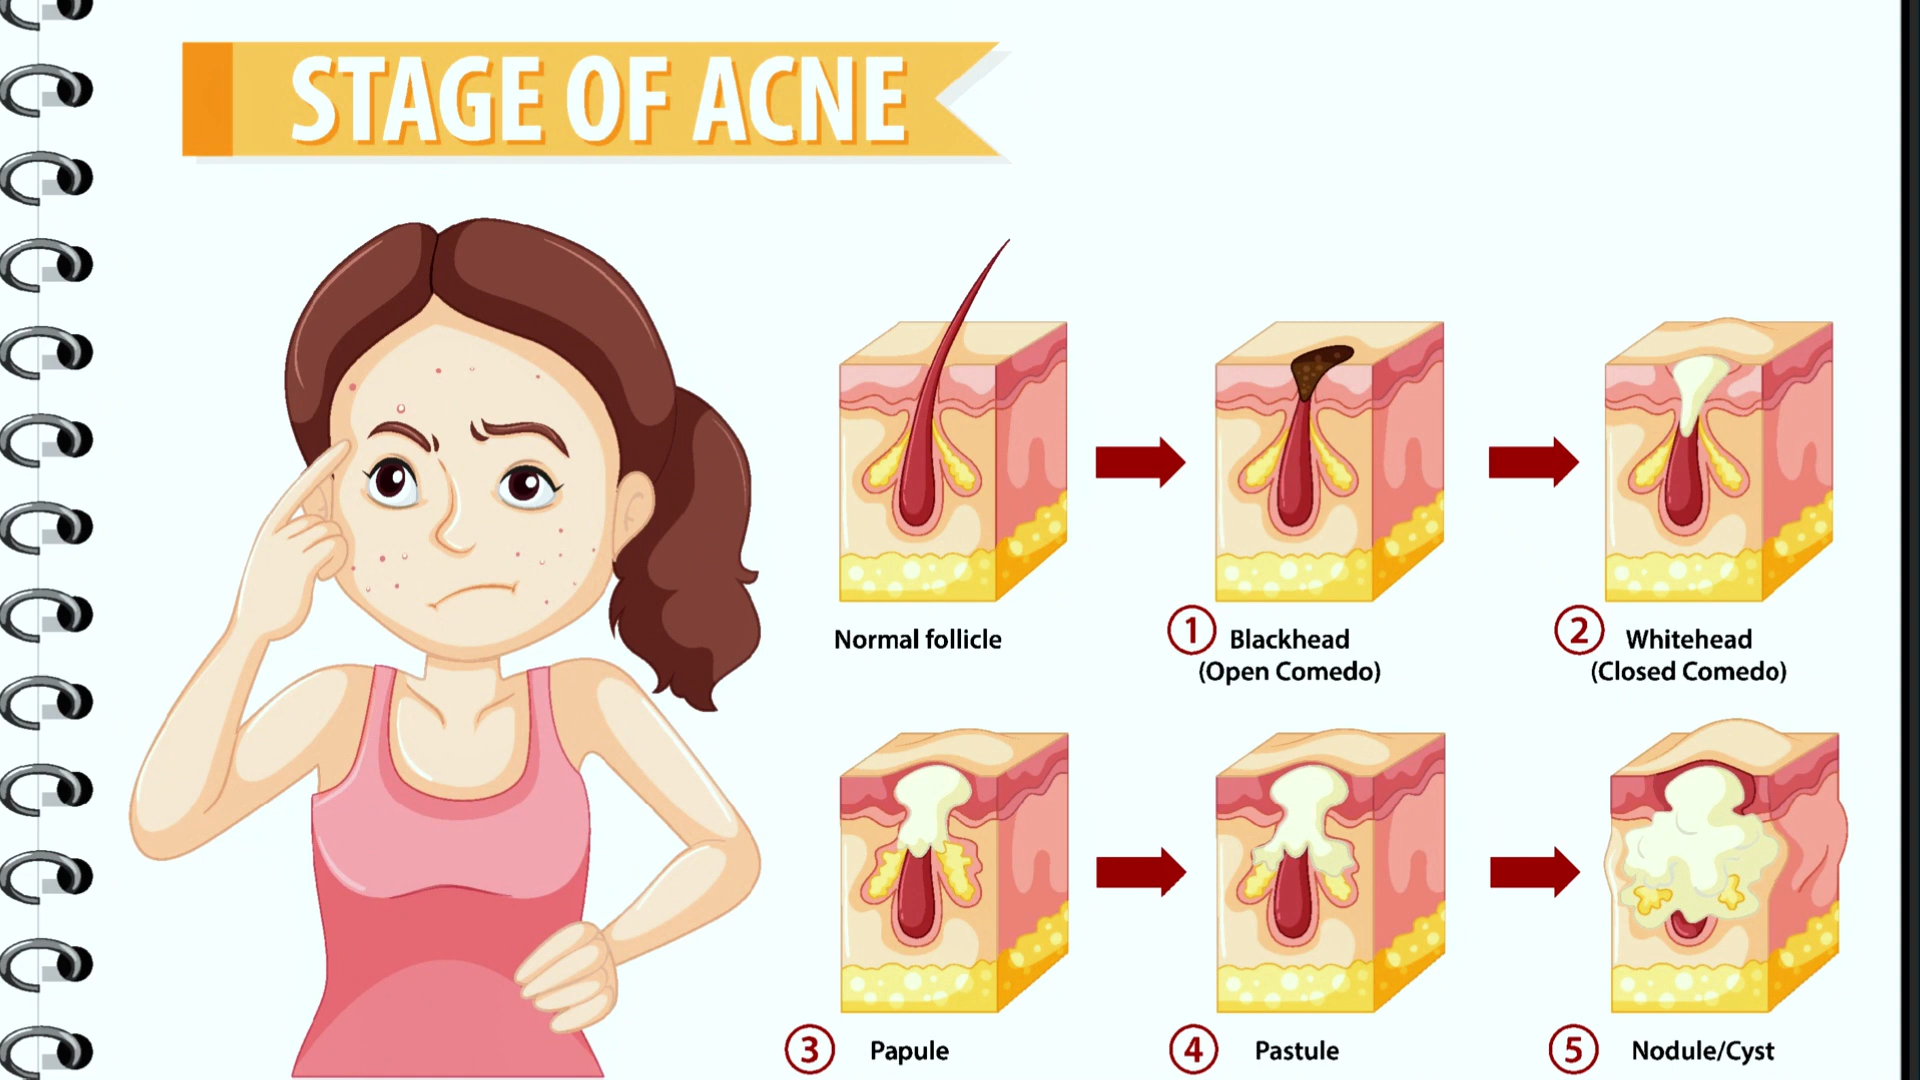 STAGE OF ACNE
Normal follicle
1 Blackhead
(Open Comedo)
2 Whitehead
(Closed Comedo)
3 Papule
4 Pastule
5 Nodule/Cyst